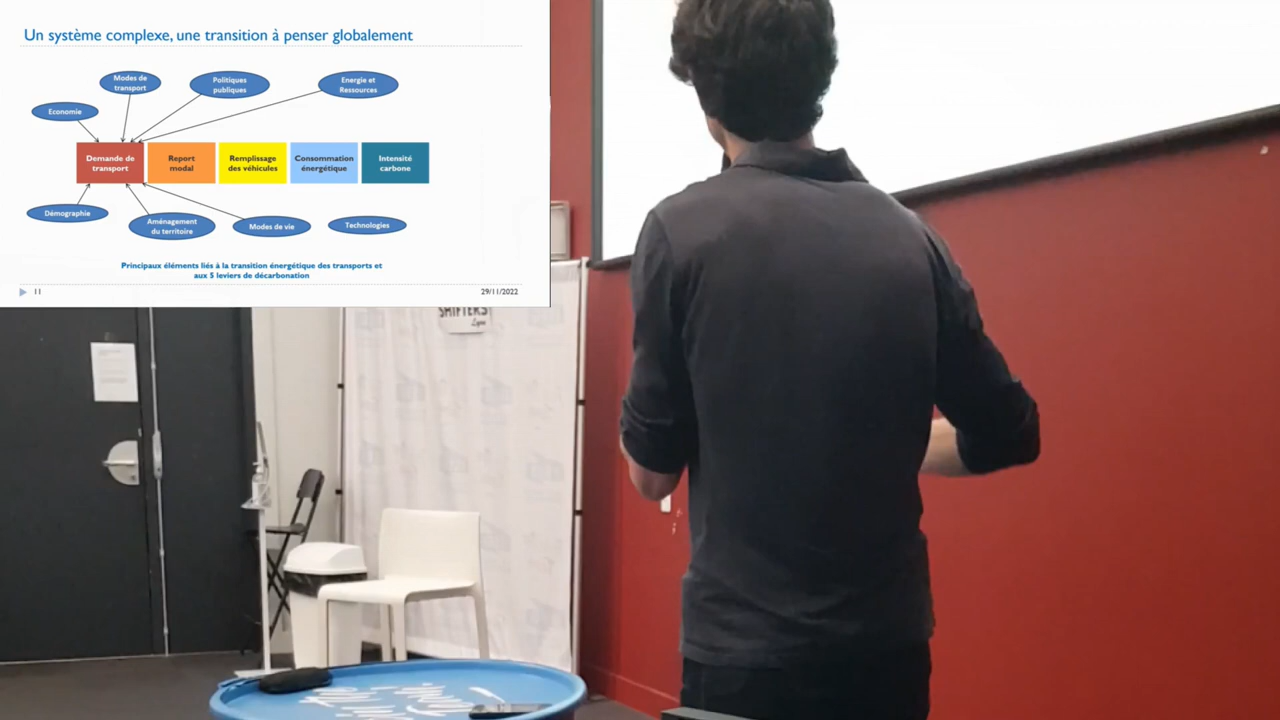 Un système complexe, une transition à penser globalement
Modes de
transport
Politiques
publiques
Energie et
Ressources
Economie
Demande de
transport
Report
modal
Remplissage
des véhicules
Consommation
énergétique
Intensité
carbone
Démographie
Aménagement
du territoire
Modes de vie
Technologies
Principaux éléments liés à la transition énergétique des transports et
aux 5 leviers de décarbonation
11
29/11/2022
SHIFTERS
Lyon